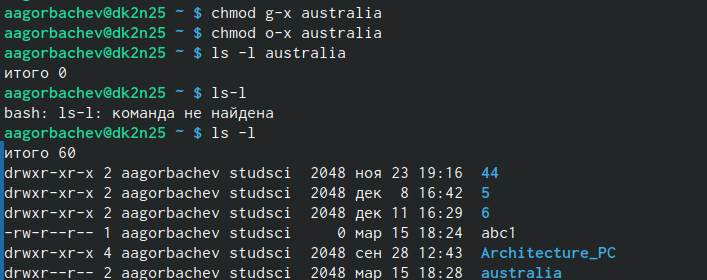 aagorbachev@dk2n25 ~ $ chmod g-x australia
aagorbachev@dk2n25 ~ $ chmod o-x australia
aagorbachev@dk2n25 ~ $ ls -l australia
итого 0
aagorbachev@dk2n25 ~ $ ls-l
bash: ls-l: команда не найдена
aagorbachev@dk2n25 ~ $ ls -l
итого 60
drwxr-xr-x 2 aagorbachev studsci  2048 ноя 23 19:16  44
drwxr-xr-x 2 aagorbachev studsci  2048 дек  8 16:42  5
drwxr-xr-x 2 aagorbachev studsci  2048 дек 11 16:29  6
-rw-r--r-- 1 aagorbachev studsci     0 мар 15 18:24  abc1
drwxr-xr-x 4 aagorbachev studsci  2048 сен 28 12:43  Architecture_PC
drwxr--r-- 2 aagorbachev studsci  2048 мар 15 18:28  australia